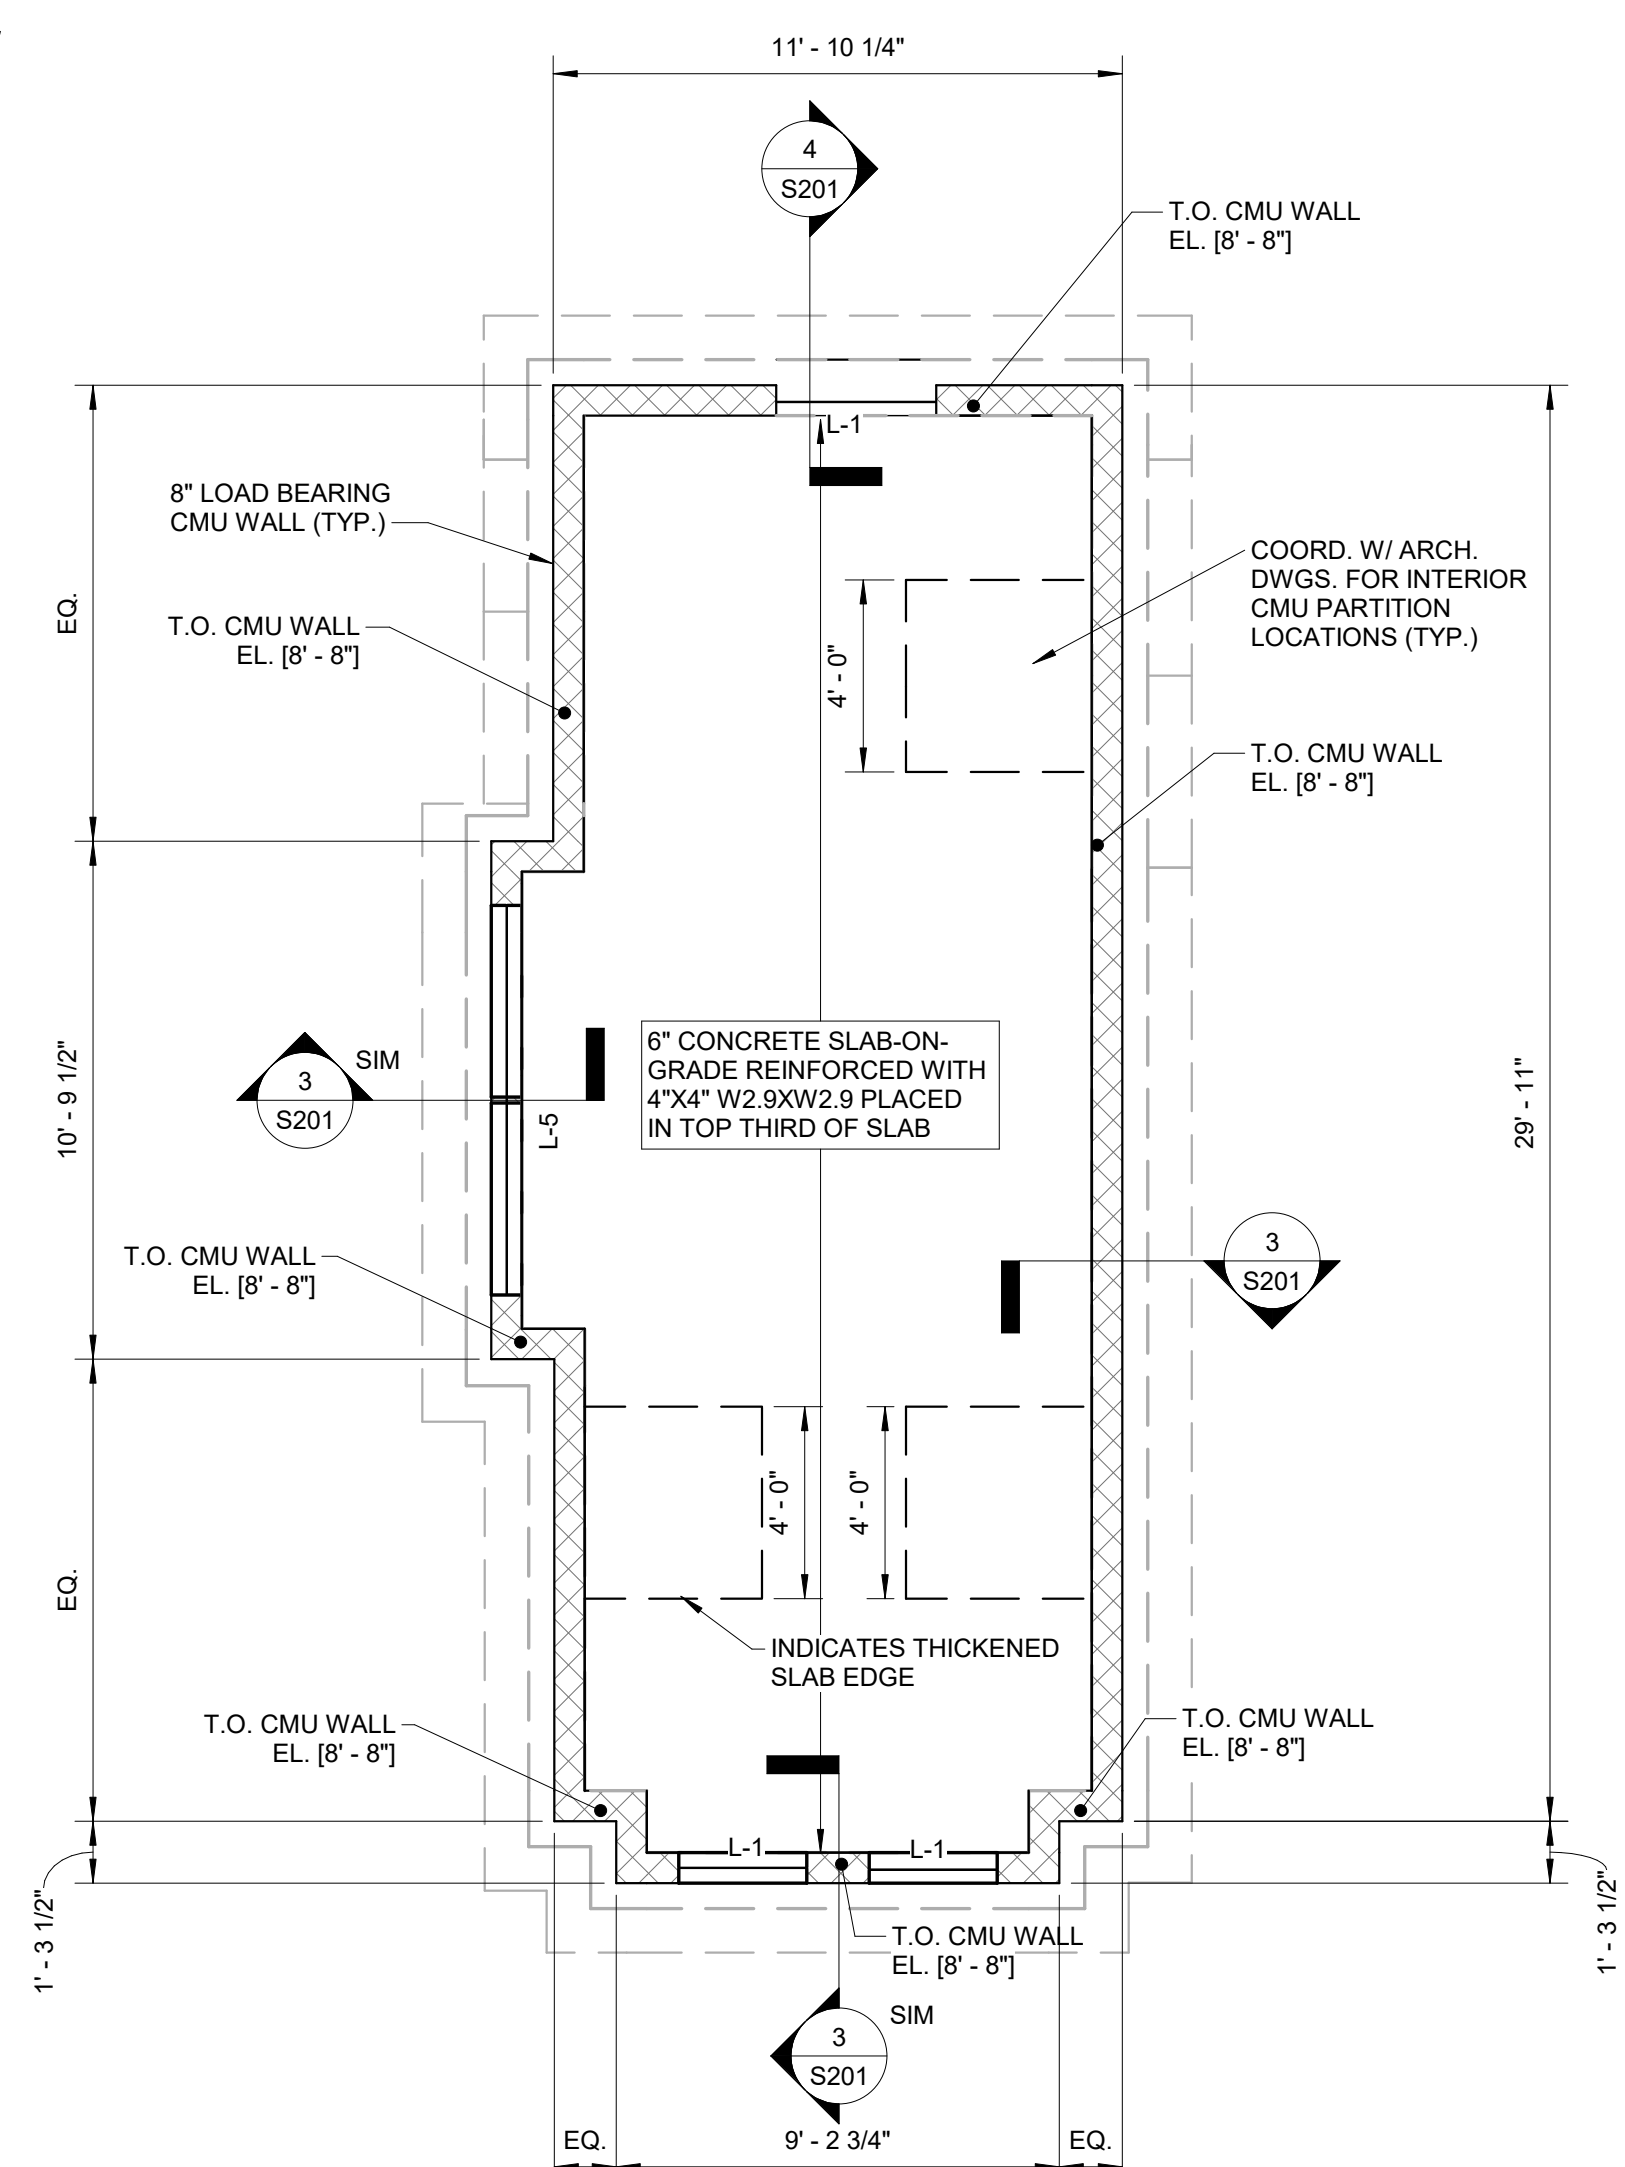 11' - 10 1/4"
4
S201
T.O. CMU WALL
EL. [8' - 8"]
L-1
8" LOAD BEARING
CMU WALL (TYP.)
COORD. W/ ARCH.
DWGS. FOR INTERIOR
CMU PARTITION
LOCATIONS (TYP.)
EQ.
T.O. CMU WALL
EL. [8' - 8"]
4' - 0"
T.O. CMU WALL
EL. [8' - 8"]
10' - 9 1/2"
3
S201
SIM
L-5
6" CONCRETE SLAB-ON-
GRADE REINFORCED WITH
4"X4" W2.9XW2.9 PLACED
IN TOP THIRD OF SLAB
29' - 11"
T.O. CMU WALL
EL. [8' - 8"]
3
S201
EQ.
4' - 0"
4' - 0"
INDICATES THICKENED
SLAB EDGE
T.O. CMU WALL
EL. [8' - 8"]
T.O. CMU WALL
EL. [8' - 8"]
L-1
L-1
1' - 3 1/2"
1' - 3 1/2"
T.O. CMU WALL
EL. [8' - 8"]
SIM
3
S201
EQ.
9' - 2 3/4"
EQ.